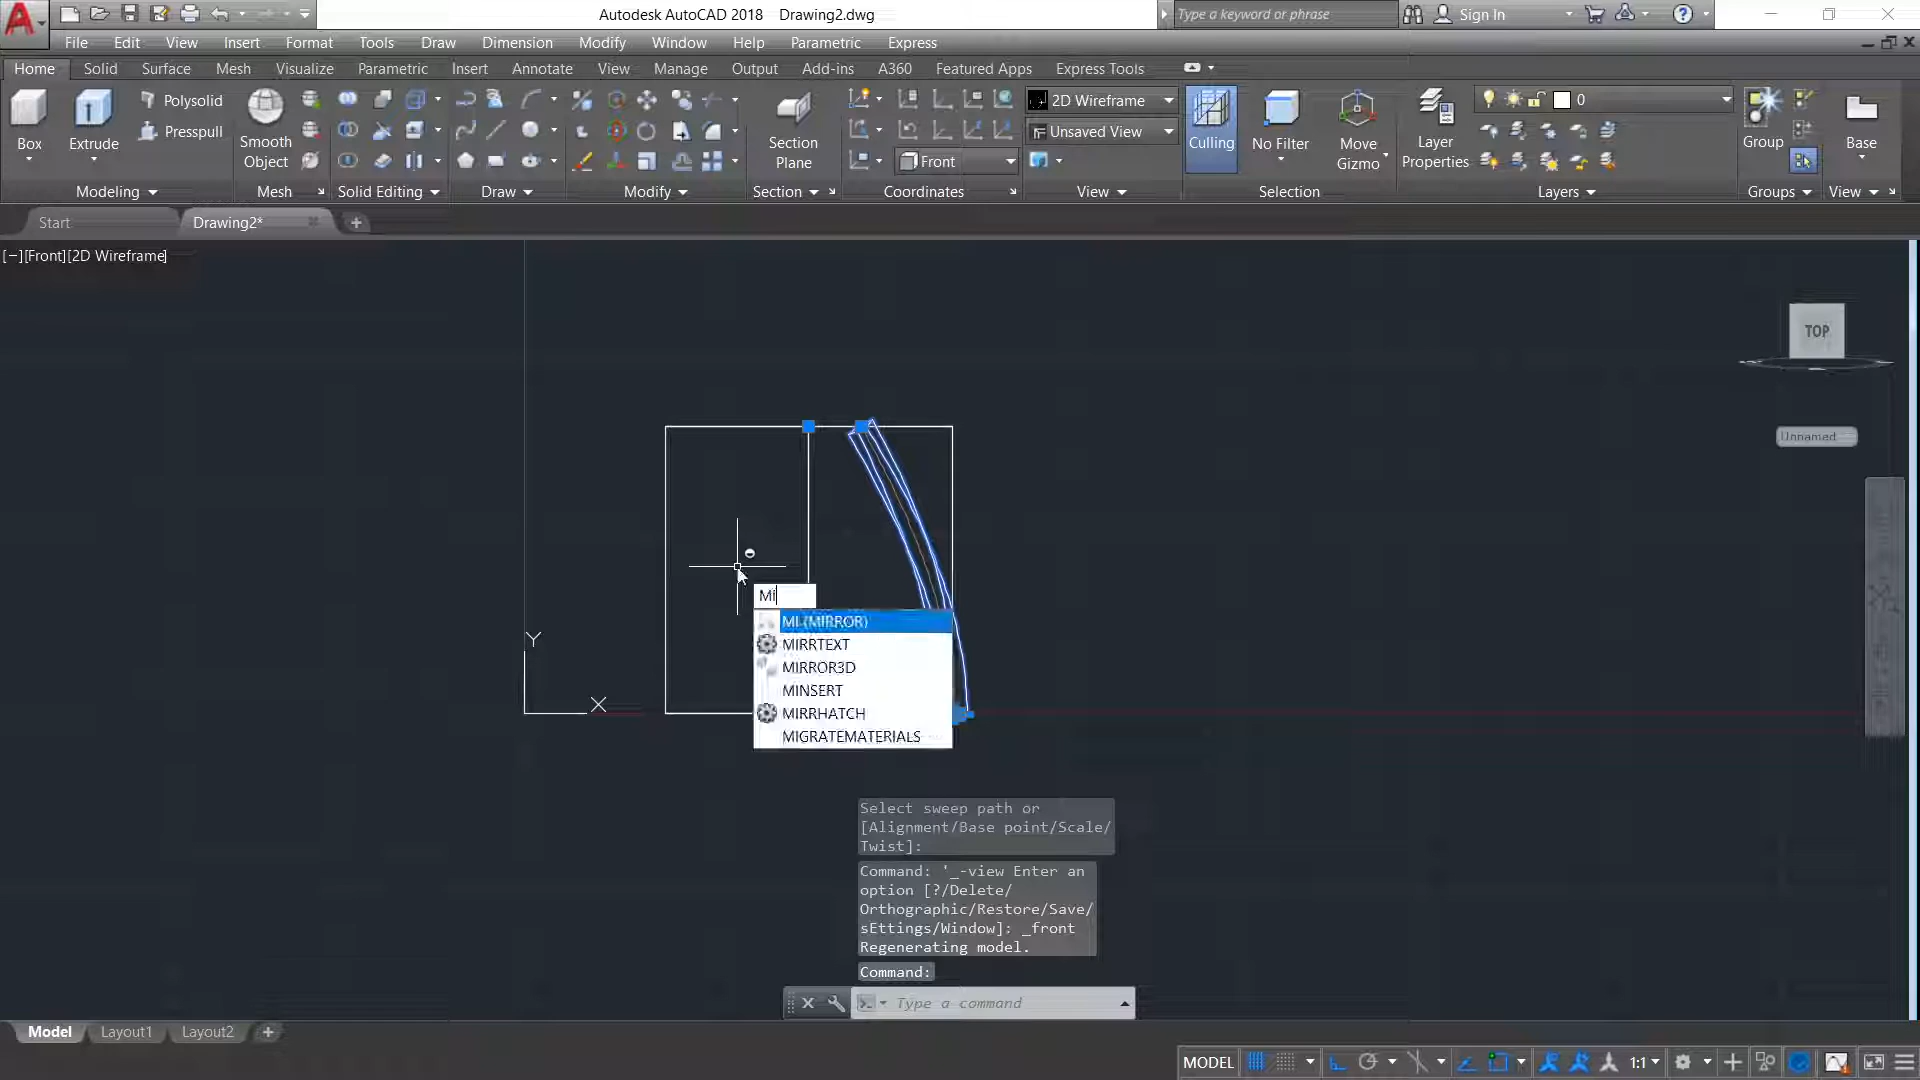 Autodesk AutoCAD 2018 Drawing2.dwg
Type a keyword or phrase
Sign In
File Edit View Insert Format Tools Draw Dimension Modify Window Help Parametric Express
Home Solid Surface Mesh Visualize Parametric Insert Annotate View Manage Output Add-ins A360 Featured Apps Express Tools
Box
Extrude
Polysolid
Presspull
Smooth
Object
Section
Plane
Front
2D Wireframe
Unsaved View
Culling
No Filter
Move
Gizmo
Layer
Properties
0
Group
Base
Modeling Mesh Solid Editing Draw Modify Section Coordinates View Selection Layers Groups View
Start Drawing2*
[−][Front][2D Wireframe]
TOP
Unnamed
Y
X
MI
MI (MIRROR)
MIRRTEXT
MIRROR3D
MINSERT
MIRRHATCH
MIGRATEMATERIALS
Select sweep path or
[Alignment/Base point/Scale/
Twist]:
Command: '_-view Enter an
option [?/Delete/
Orthographic/Restore/Save/
sEttings/Window]: _front
Regenerating model.
Command:
Type a command
Model Layout1 Layout2
MODEL 1:1